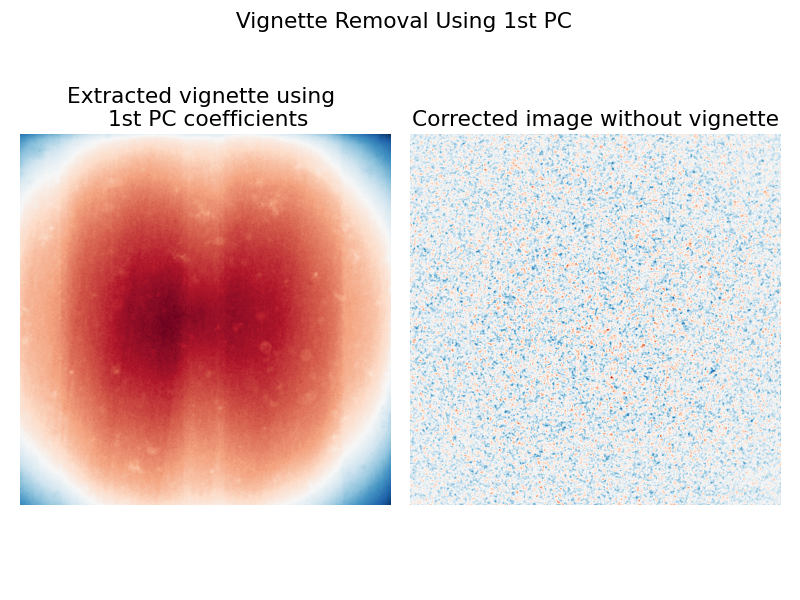 Vignette Removal Using 1st PC
Extracted vignette using
1st PC coefficients
Corrected image without vignette